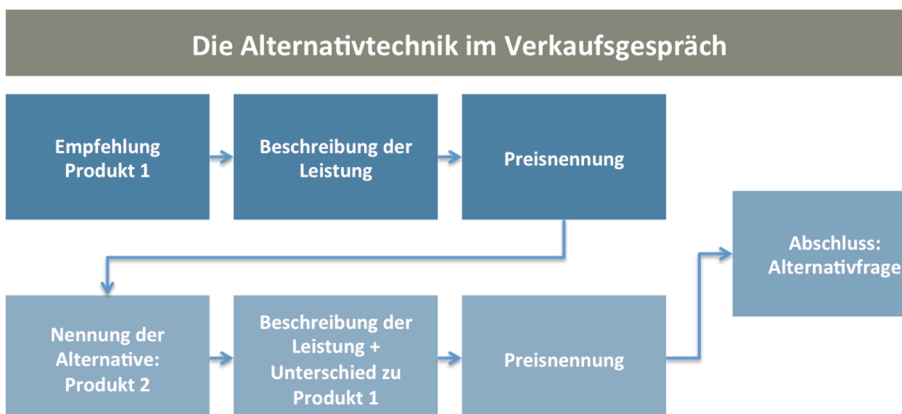 Die Alternativtechnik im Verkaufsgespräch
Empfehlung
Produkt 1
Beschreibung der
Leistung
Preisnennung
Abschluss:
Alternativfrage
Nennung der
Alternative:
Produkt 2
Beschreibung der
Leistung +
Unterschied zu
Produkt 1
Preisnennung